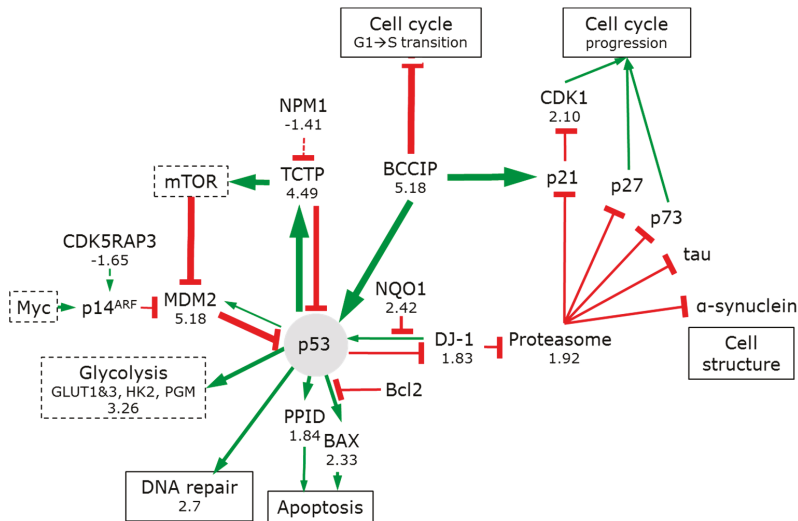 Cell cycle
G1→S transition
Cell cycle
progression
NPM1
-1.41
CDK1
2.10
mTOR
TCTP
4.49
BCCIP
5.18
p21
p27
p73
tau
CDK5RAP3
-1.65
Myc
p14ARF
MDM2
5.18
NQO1
2.42
α-synuclein
p53
DJ-1
1.83
Proteasome
1.92
Cell
structure
Glycolysis
GLUT1&3, HK2, PGM
3.26
Bcl2
PPID
1.84
BAX
2.33
DNA repair
2.7
Apoptosis